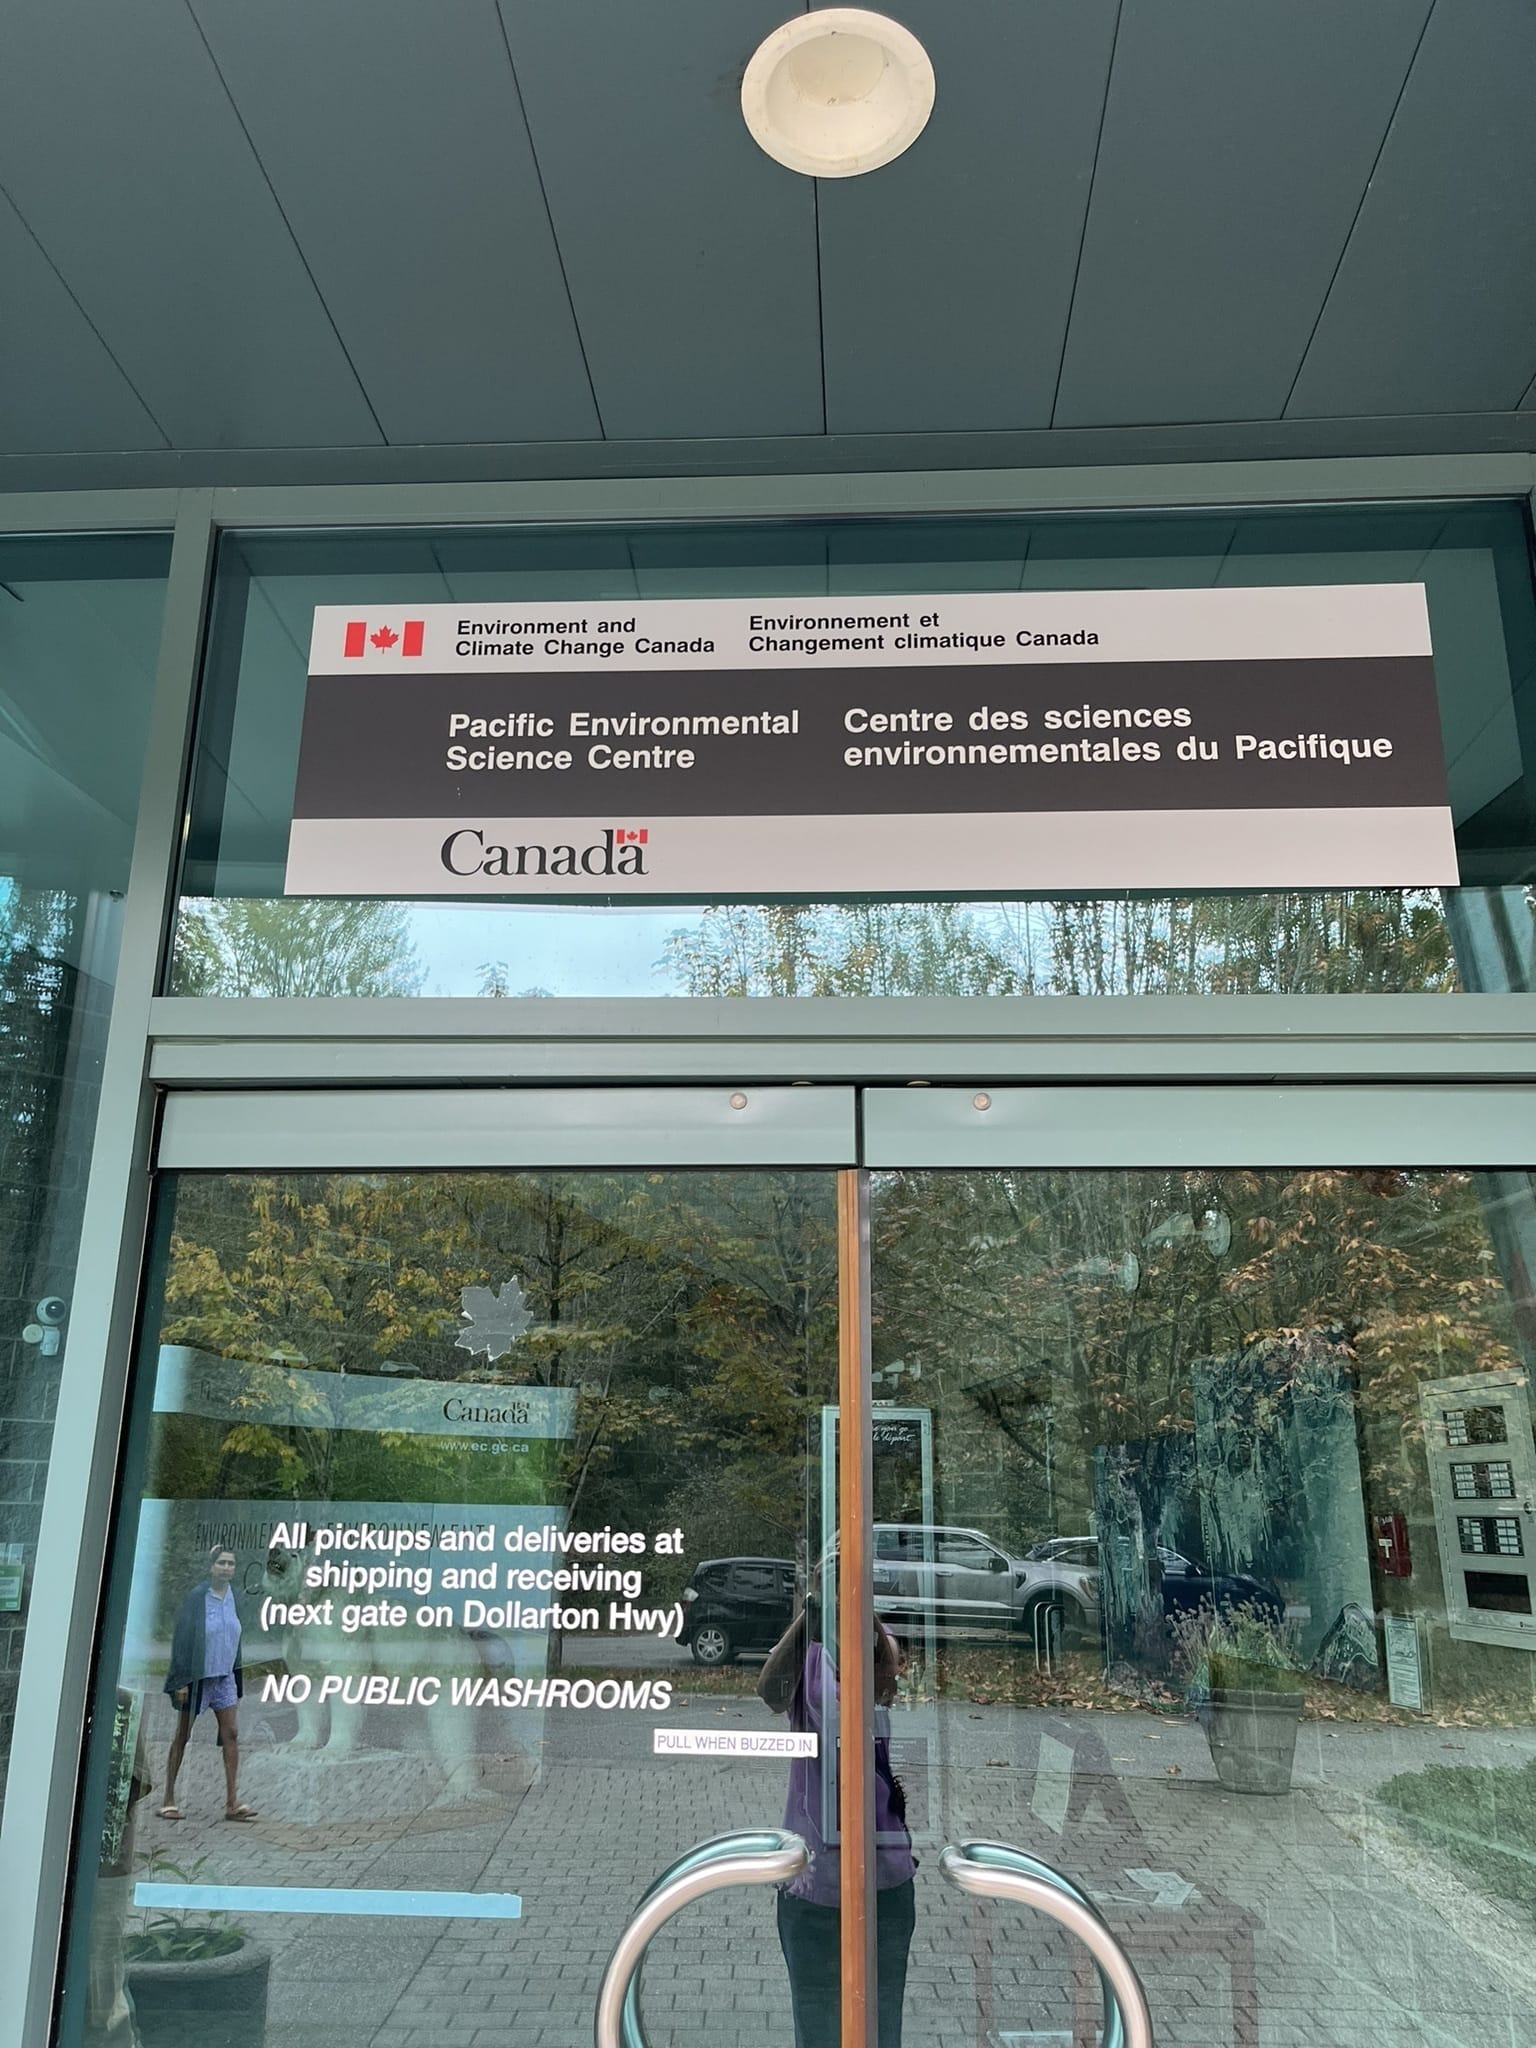 Environment and
Climate Change Canada
Environnement et
Changement climatique Canada
Pacific Environmental
Science Centre
Centre des sciences
environnementales du Pacifique
Canada
Canada
www.ec.gc.ca
All pickups and deliveries at
shipping and receiving
(next gate on Dollarton Hwy)
NO PUBLIC WASHROOMS
PULL WHEN BUZZED IN